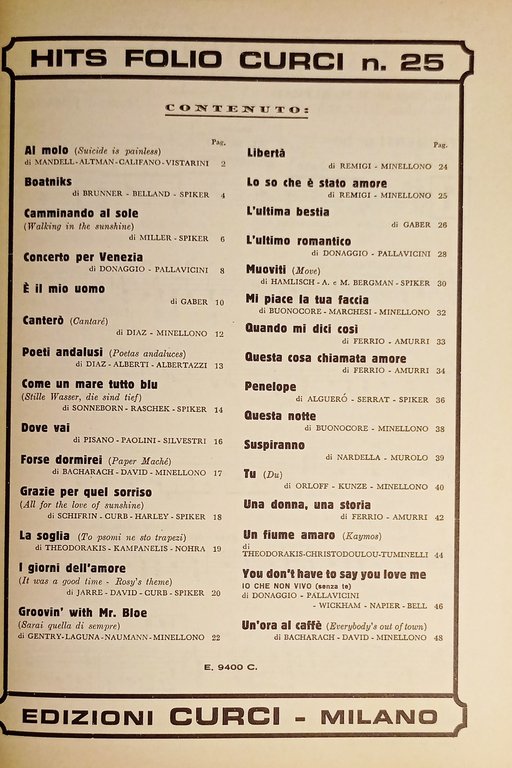 HITS FOLIO CURCI n. 25
CONTENUTO:
Pag.
Al molo (Suicide is painless)
di MANDELL-ALTMAN-CALIFANO-VISTARINI 2
Boatniks
di BRUNNER - BELLAND - SPIKER 4
Camminando al sole
(Walking in the sunshine)
di MILLER - SPIKER 6
Concerto per Venezia
di DONAGGIO - PALLAVICINI 8
È il mio uomo
di GABER 10
Canterò (Cantaré)
di DIAZ - MINELLONO 12
Poeti andalusi (Poetas andaluces)
di DIAZ - ALBERTI - ALBERTAZZI 13
Come un mare tutto blu
(Stille Wasser, die sind tief)
di SONNEBORN - RASCHEK - SPIKER 14
Dove vai
di PISANO - PAOLINI - SILVESTRI 16
Forse dormirei (Paper Maché)
di BACHARACH - DAVID - MINELLONO 17
Grazie per quel sorriso
(All for the love of sunshine)
di SCHIFRIN - CURB - HARLEY - SPIKER 18
La soglia (To psomi ne sto trapezi)
di THEODORAKIS - KAMPANELIS - NOHRA 19
I giorni dell'amore
(It was a good time - Rosy's theme)
di JARRE - DAVID - CURB - SPIKER 20
Groovin' with Mr. Bloe
(Sarai quella di sempre)
di GENTRY-LAGUNA-NAUMANN-MINELLONO 22
Pag.
Libertà
di REMIGI - MINELLONO 24
Lo so che è stato amore
di REMIGI - MINELLONO 25
L'ultima bestia
di GABER 26
L'ultimo romantico
di DONAGGIO - PALLAVICINI 28
Muoviti (Move)
di HAMLISCH - A. e M. BERGMAN - SPIKER 30
Mi piace la tua faccia
di BUONOCORE - MARCHESI - MINELLONO 32
Quando mi dici così
di FERRIO - AMURRI 33
Questa cosa chiamata amore
di FERRIO - AMURRI 34
Penelope
di ALGUERÓ - SERRAT - SPIKER 36
Questa notte
di BUONOCORE - MINELLONO 38
Suspiranno
di NARDELLA - MUROLO 39
Tu (Du)
di ORLOFF - KUNZE - MINELLONO 40
Una donna, una storia
di FERRIO - AMURRI 42
Un fiume amaro (Kaymos)
di
THEODORAKIS-CHRISTODOULOU-TUMINELLI 44
You don't have to say you love me
IO CHE NON VIVO (senza te)
di DONAGGIO - PALLAVICINI
- WICKHAM - NAPIER - BELL 46
Un'ora al caffè (Everybody's out of town)
di BACHARACH - DAVID - MINELLONO 48
E. 9400 C.
EDIZIONI CURCI - MILANO